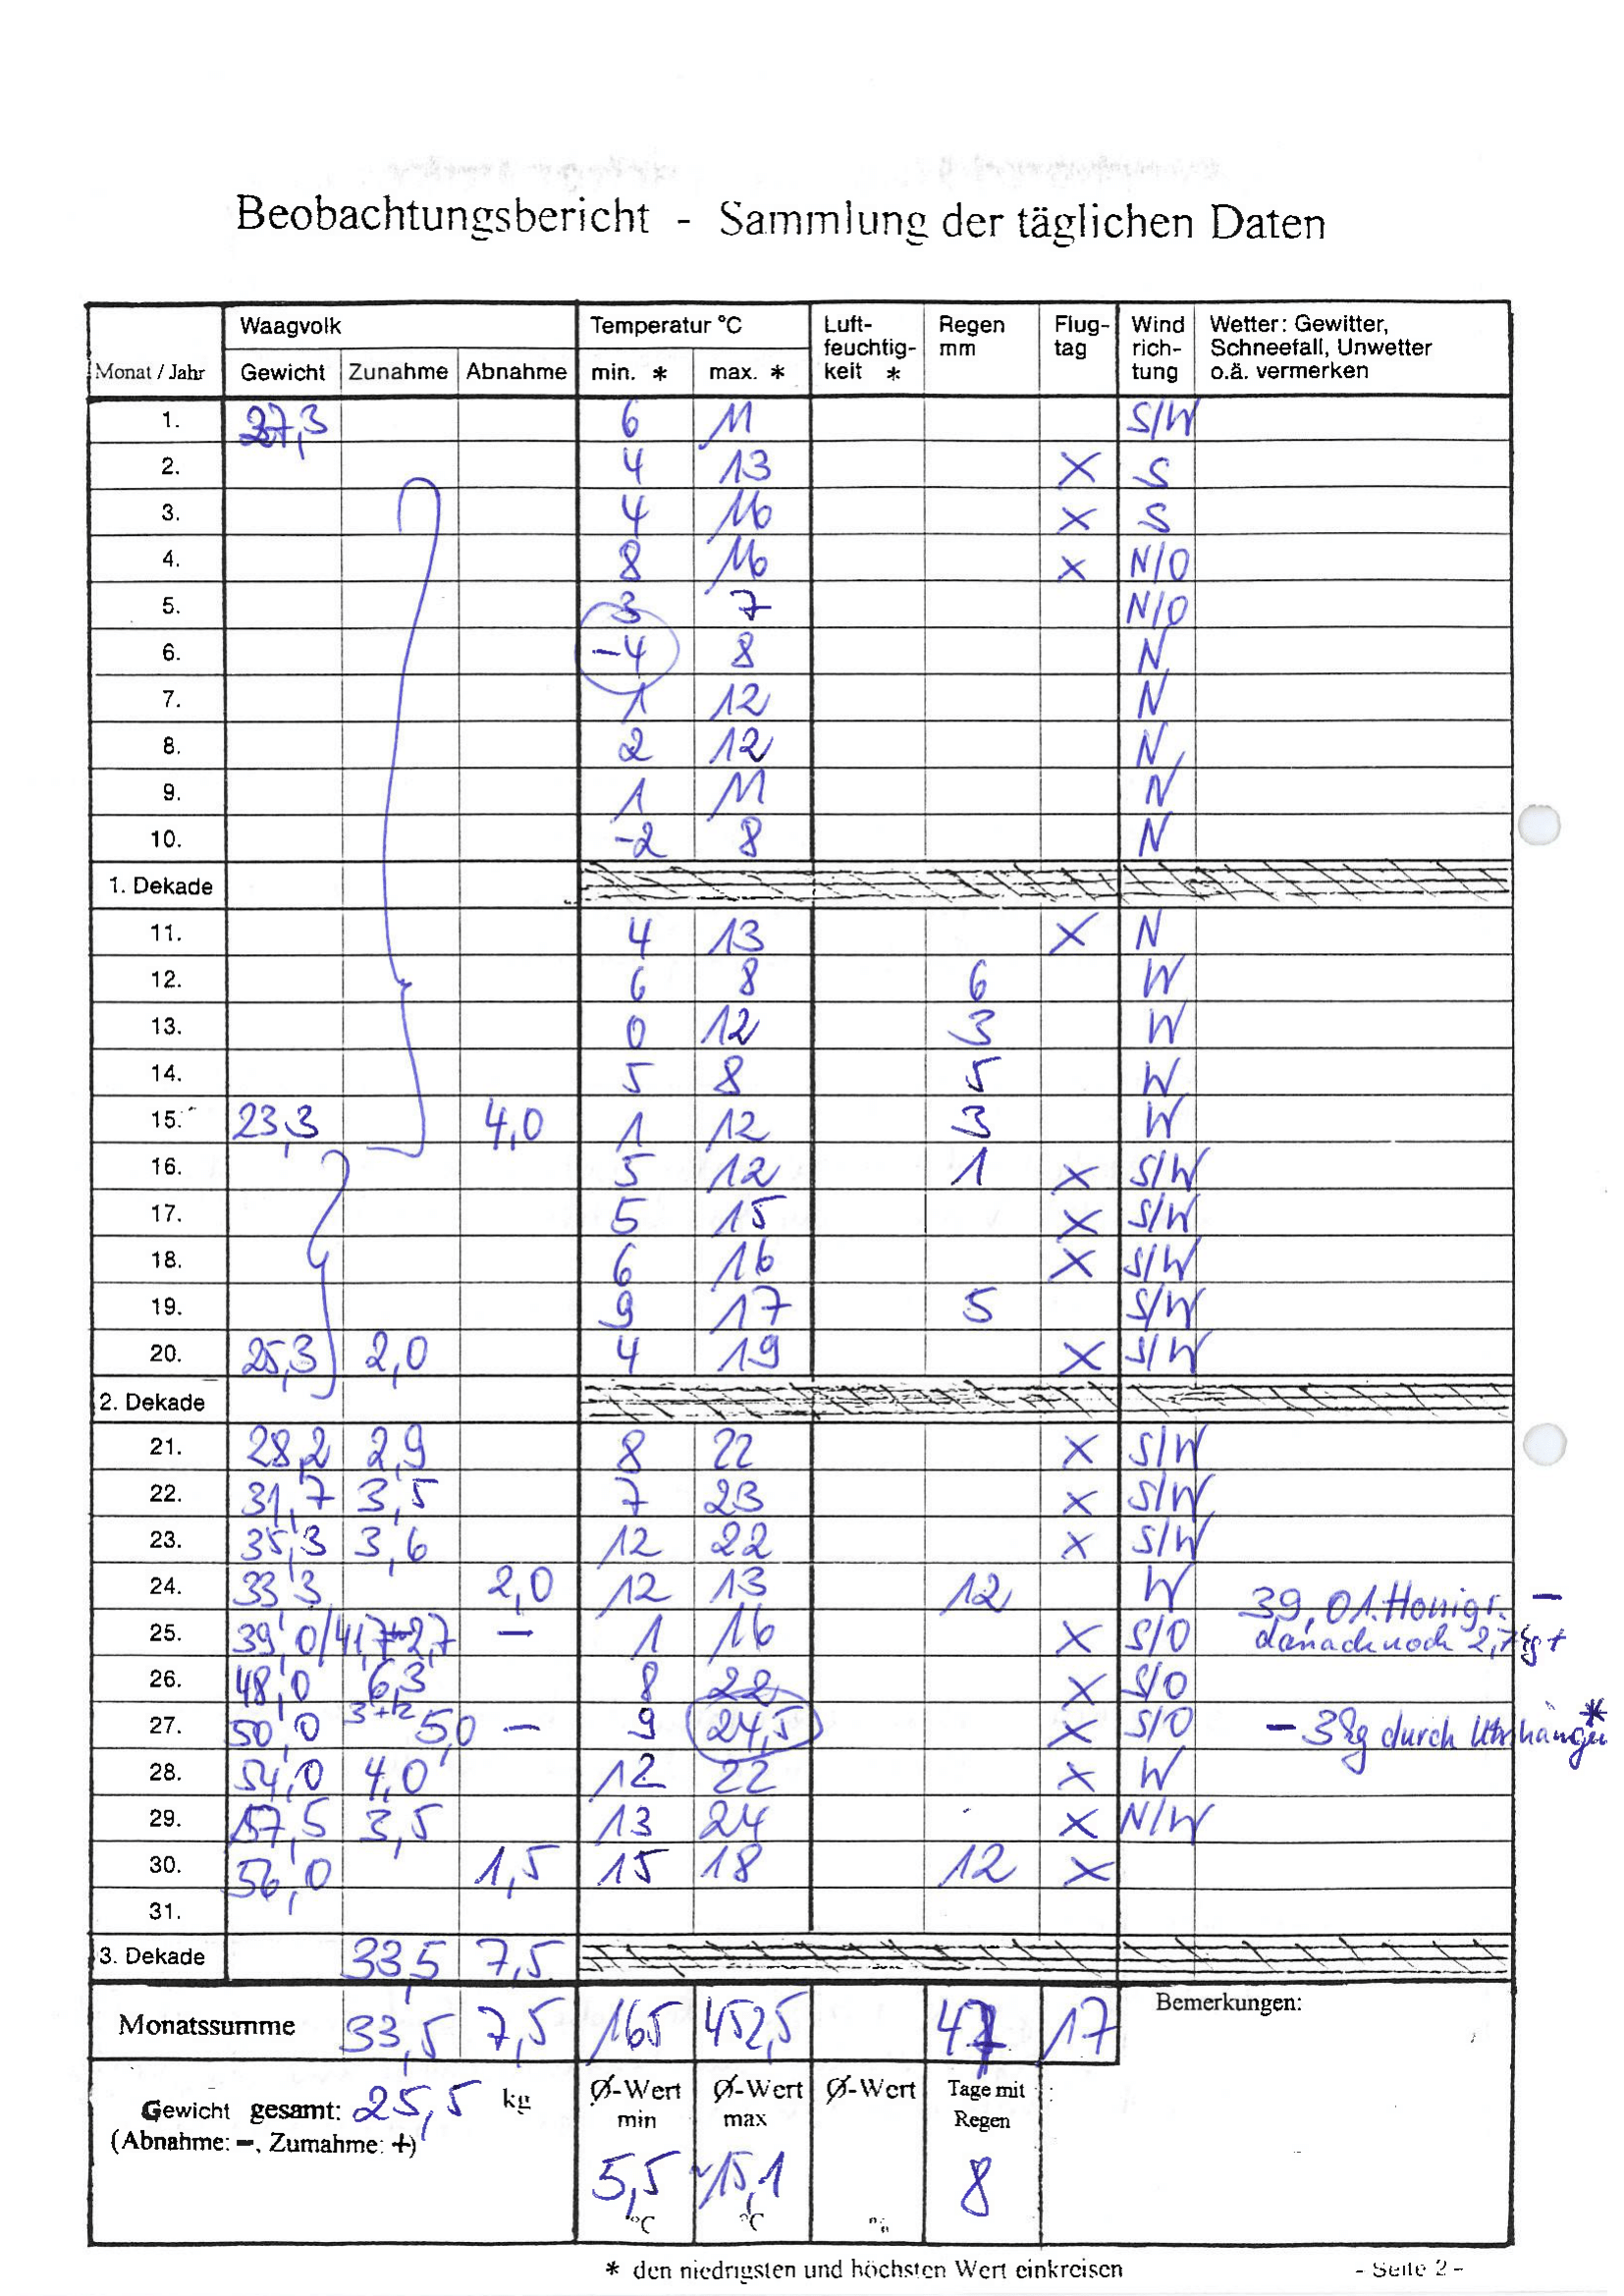 Beobachtungsbericht - Sammlung der täglichen Daten
Monat / Jahr Waagvolk Gewicht Zunahme Abnahme Temperatur °C min. * max. * Luft-feuchtig-keit * Regen mm Flug-tag Wind rich-tung Wetter: Gewitter, Schneefall, Unwetter o.ä. vermerken
1. 27,3 6 11 S/W
2. 4 13 X S
3. 4 16 X S
4. 8 16 X N/O
5. 3 7 N/O
6. -4 8 N
7. 1 12 N
8. 2 12 N
9. 1 11 N
10. -2 8 N
1. Dekade
11. 4 13 X N
12. 6 8 6 W
13. 0 12 3 W
14. 5 8 5 W
15. 23,3 4,0 1 12 3 W
16. 5 12 1 X S/W
17. 5 15 X S/W
18. 6 16 X S/W
19. 9 17 5 S/W
20. 25,3 2,0 4 19 X S/W
2. Dekade
21. 28,2 2,9 8 22 X S/W
22. 31,7 3,5 7 23 X S/W
23. 35,3 3,6 12 22 X S/W
24. 33,3 2,0 12 13 12 W 39,0 1. Honigr. -
25. 39,0/41,7 2,7 - 1 16 X S/O danach noch 2,7 kg +
26. 48,0 6,3 8 22 X S/O
27. 50,0 3+2 5,0 - 9 24,5 X S/O - 3kg durch Umhängen *
28. 54,0 4,0 12 22 X W
29. 57,5 3,5 13 24 X N/W
30. 56,0 1,5 15 18 12 X
31.
3. Dekade 33,5 7,5
Monatssumme 33,5 7,5 165 452,5 47 17 Bemerkungen:
Gewicht gesamt: 25,5 kg
(Abnahme: -, Zumahme: +)
Ø-Wert min 5,5 °C
Ø-Wert max ~15,1 °C
Ø-Wert %
Tage mit Regen 8
* den niedrigsten und höchsten Wert einkreisen - Seite 2 -